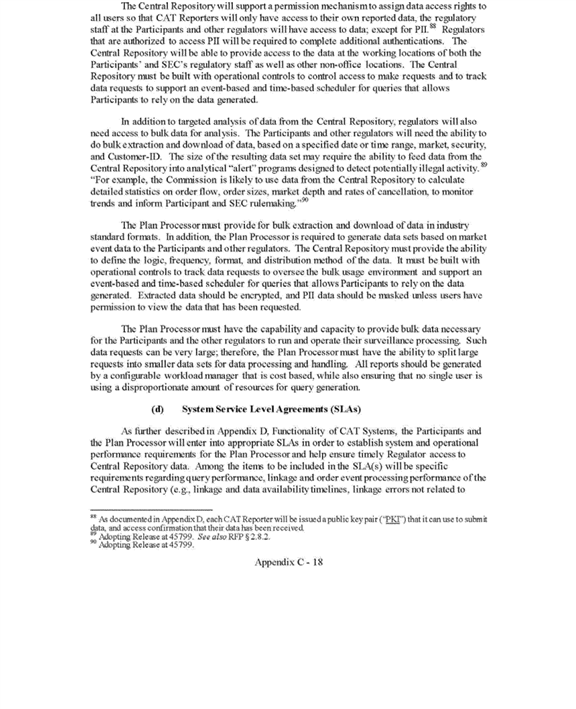 The Central Repository will support a permission mechanism to assign data access rights to
all users so that CAT Reporters will only have access to their own reported data, the regulatory
staff at the Participants and other regulators will have access to data; except for PII.88 Regulators
that are authorized to access PII will be required to complete additional authentications. The
Central Repository will be able to provide access to the data at the working locations of both the
Participants' and SEC's regulatory staff as well as other non-office locations. The Central
Repository must be built with operational controls to control access to make requests and to track
data requests to support an event-based and time-based scheduler for queries that allows
Participants to rely on the data generated.
In addition to targeted analysis of data from the Central Repository, regulators will also
need access to bulk data for analysis. The Participants and other regulators will need the ability to
do bulk extraction and download of data, based on a specified date or time range, market, security,
and Customer-ID. The size of the resulting data set may require the ability to feed data from the
Central Repository into analytical "alert" programs designed to detect potentially illegal activity.89
"For example, the Commission is likely to use data from the Central Repository to calculate
detailed statistics on order flow, order sizes, market depth and rates of cancellation, to monitor
trends and inform Participant and SEC rulemaking."90
The Plan Processor must provide for bulk extraction and download of data in industry
standard formats. In addition, the Plan Processor is required to generate data sets based on market
event data to the Participants and other regulators. The Central Repository must provide the ability
to define the logic, frequency, format, and distribution method of the data. It must be built with
operational controls to track data requests to oversee the bulk usage environment and support an
event-based and time-based scheduler for queries that allows Participants to rely on the data
generated. Extracted data should be encrypted, and PII data should be masked unless users have
permission to view the data that has been requested.
The Plan Processor must have the capability and capacity to provide bulk data necessary
for the Participants and the other regulators to run and operate their surveillance processing. Such
data requests can be very large; therefore, the Plan Processor must have the ability to split large
requests into smaller data sets for data processing and handling. All reports should be generated
by a configurable workload manager that is cost based, while also ensuring that no single user is
using a disproportionate amount of resources for query generation.
(d) System Service Level Agreements (SLAs)
As further described in Appendix D, Functionality of CAT Systems, the Participants and
the Plan Processor will enter into appropriate SLAs in order to establish system and operational
performance requirements for the Plan Processor and help ensure timely Regulator access to
Central Repository data. Among the items to be included in the SLA(s) will be specific
requirements regarding query performance, linkage and order event processing performance of the
Central Repository (e.g., linkage and data availability timelines, linkage errors not related to
88 As documented in Appendix D, each CAT Reporter will be issued a public key pair ("PKI") that it can use to submit
data, and access confirmation that their data has been received.
89 Adopting Release at 45799. See also RFP § 2.8.2.
90 Adopting Release at 45799.
Appendix C - 18